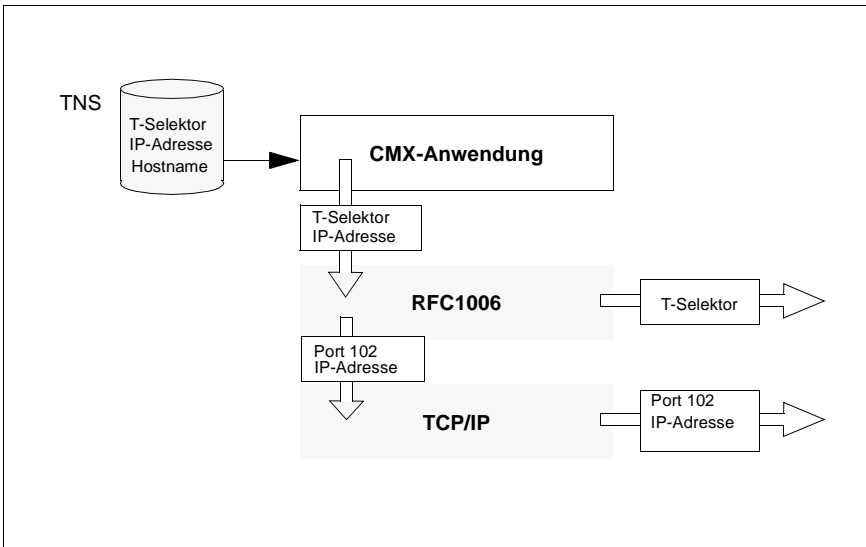 TNS
T-Selektor
IP-Adresse
Hostname
CMX-Anwendung
T-Selektor
IP-Adresse
RFC1006
T-Selektor
Port 102
IP-Adresse
TCP/IP
Port 102
IP-Adresse